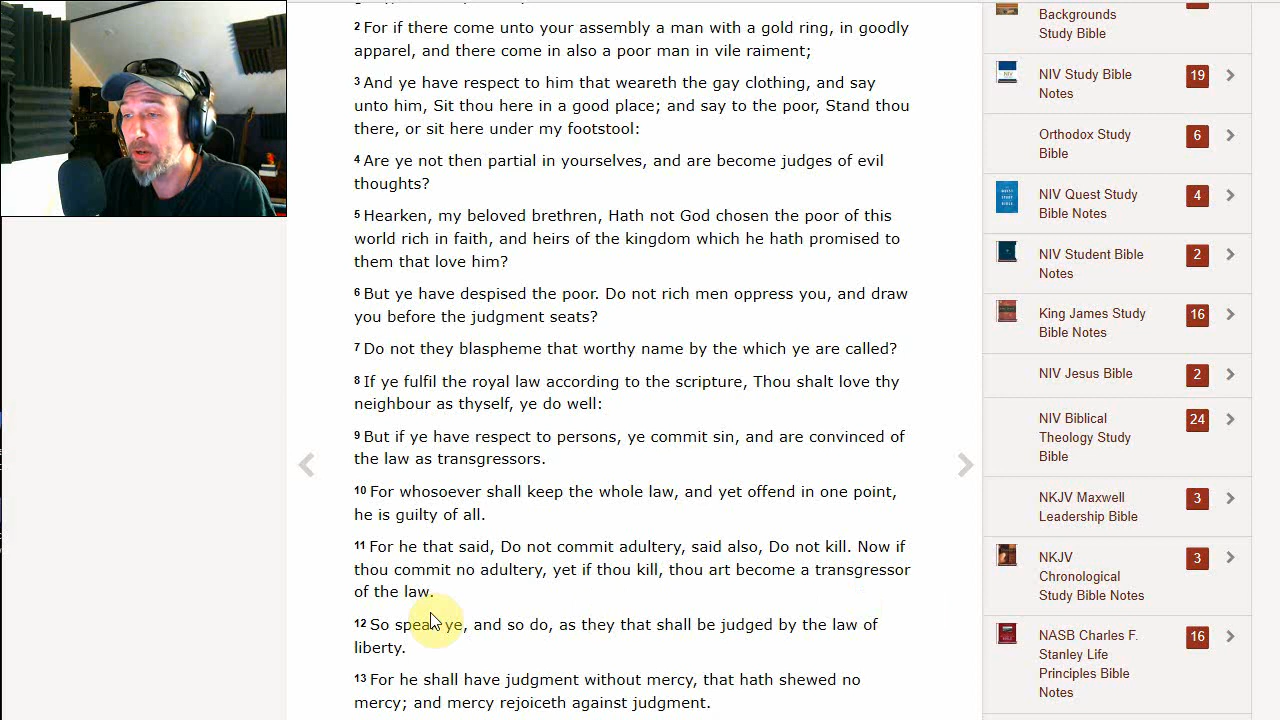 2 For if there come unto your assembly a man with a gold ring, in goodly
apparel, and there come in also a poor man in vile raiment;
3 And ye have respect to him that weareth the gay clothing, and say
unto him, Sit thou here in a good place; and say to the poor, Stand thou
there, or sit here under my footstool:
4 Are ye not then partial in yourselves, and are become judges of evil
thoughts?
5 Hearken, my beloved brethren, Hath not God chosen the poor of this
world rich in faith, and heirs of the kingdom which he hath promised to
them that love him?
6 But ye have despised the poor. Do not rich men oppress you, and draw
you before the judgment seats?
7 Do not they blaspheme that worthy name by the which ye are called?
8 If ye fulfil the royal law according to the scripture, Thou shalt love thy
neighbour as thyself, ye do well:
9 But if ye have respect to persons, ye commit sin, and are convinced of
the law as transgressors.
10 For whosoever shall keep the whole law, and yet offend in one point,
he is guilty of all.
11 For he that said, Do not commit adultery, said also, Do not kill. Now if
thou commit no adultery, yet if thou kill, thou art become a transgressor
of the law.
12 So speak ye, and so do, as they that shall be judged by the law of
liberty.
13 For he shall have judgment without mercy, that hath shewed no
mercy; and mercy rejoiceth against judgment.
Backgrounds
Study Bible
NIV Study Bible
Notes
19
Orthodox Study
Bible
6
NIV Quest Study
Bible Notes
4
NIV Student Bible
Notes
2
King James Study
Bible Notes
16
NIV Jesus Bible
2
NIV Biblical
Theology Study
Bible
24
NKJV Maxwell
Leadership Bible
3
NKJV
Chronological
Study Bible Notes
3
NASB Charles F.
Stanley Life
Principles Bible
Notes
16